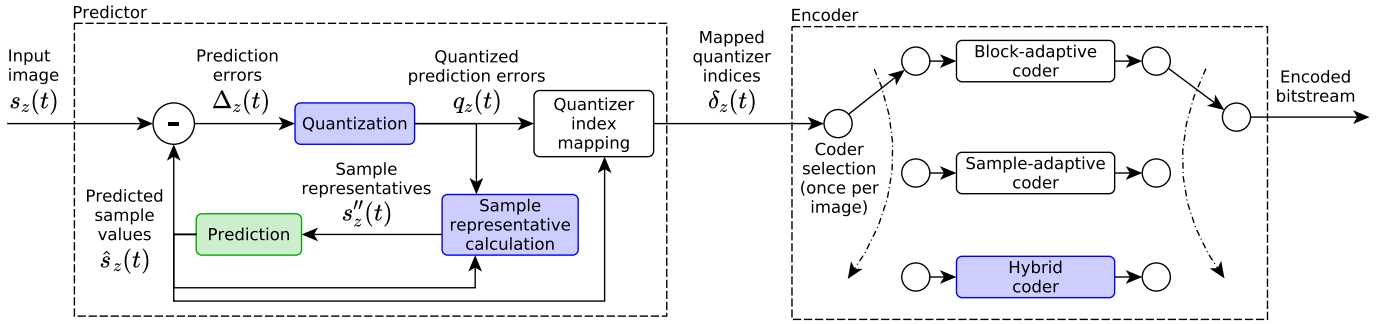 Predictor
Input
image
s_z(t)
Prediction
errors
Δ_z(t)
-
Quantization
Quantized
prediction errors
q_z(t)
Quantizer
index
mapping
Predicted
sample
values
ŝ_z(t)
Prediction
Sample
representatives
s″_z(t)
Sample
representative
calculation
Mapped
quantizer
indices
δ_z(t)
Encoder
Coder
selection
(once per
image)
Block-adaptive
coder
Sample-adaptive
coder
Hybrid
coder
Encoded
bitstream